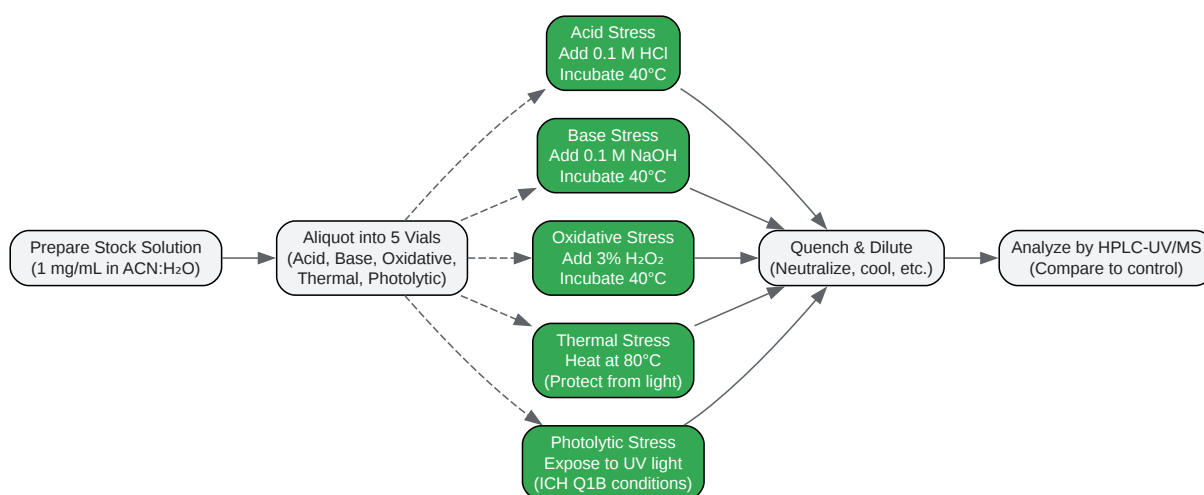 Prepare Stock Solution
(1 mg/mL in ACN:H₂O)
Aliquot into 5 Vials
(Acid, Base, Oxidative,
Thermal, Photolytic)
Acid Stress
Add 0.1 M HCl
Incubate 40°C
Base Stress
Add 0.1 M NaOH
Incubate 40°C
Oxidative Stress
Add 3% H₂O₂
Incubate 40°C
Thermal Stress
Heat at 80°C
(Protect from light)
Photolytic Stress
Expose to UV light
(ICH Q1B conditions)
Quench & Dilute
(Neutralize, cool, etc.)
Analyze by HPLC-UV/MS
(Compare to control)